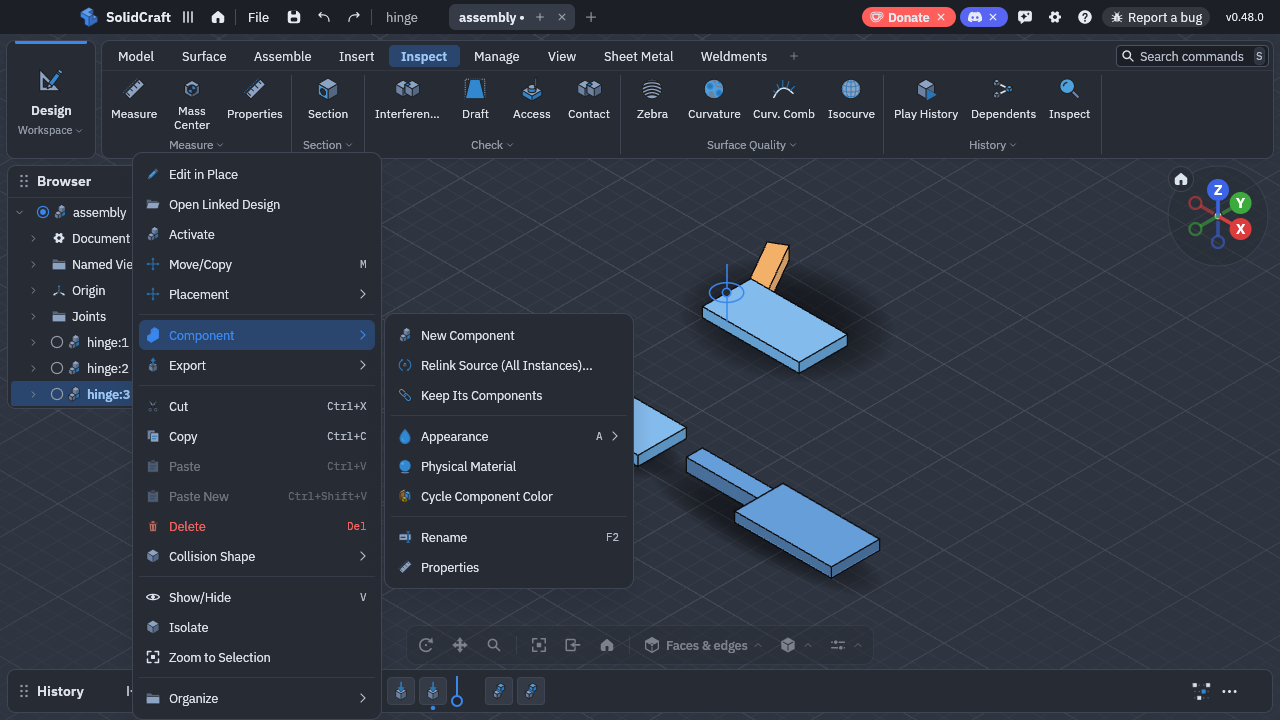 SolidCraft
File
hinge
assembly •
Donate
Report a bug
v0.48.0
Design
Workspace
Model
Surface
Assemble
Insert
Inspect
Manage
View
Sheet Metal
Weldments
Search commands
S
Measure
Mass Center
Properties
Section
Interferen...
Draft
Access
Contact
Zebra
Curvature
Curv. Comb
Isocurve
Play History
Dependents
Inspect
Measure
Section
Check
Surface Quality
History
Browser
assembly
Document
Named Vie
Origin
Joints
hinge:1
hinge:2
hinge:3
Edit in Place
Open Linked Design
Activate
Move/Copy M
Placement
Component
Export
Cut Ctrl+X
Copy Ctrl+C
Paste Ctrl+V
Paste New Ctrl+Shift+V
Delete Del
Collision Shape
Show/Hide V
Isolate
Zoom to Selection
Organize
New Component
Relink Source (All Instances)...
Keep Its Components
Appearance A
Physical Material
Cycle Component Color
Rename F2
Properties
Z
Y
X
Faces & edges
History